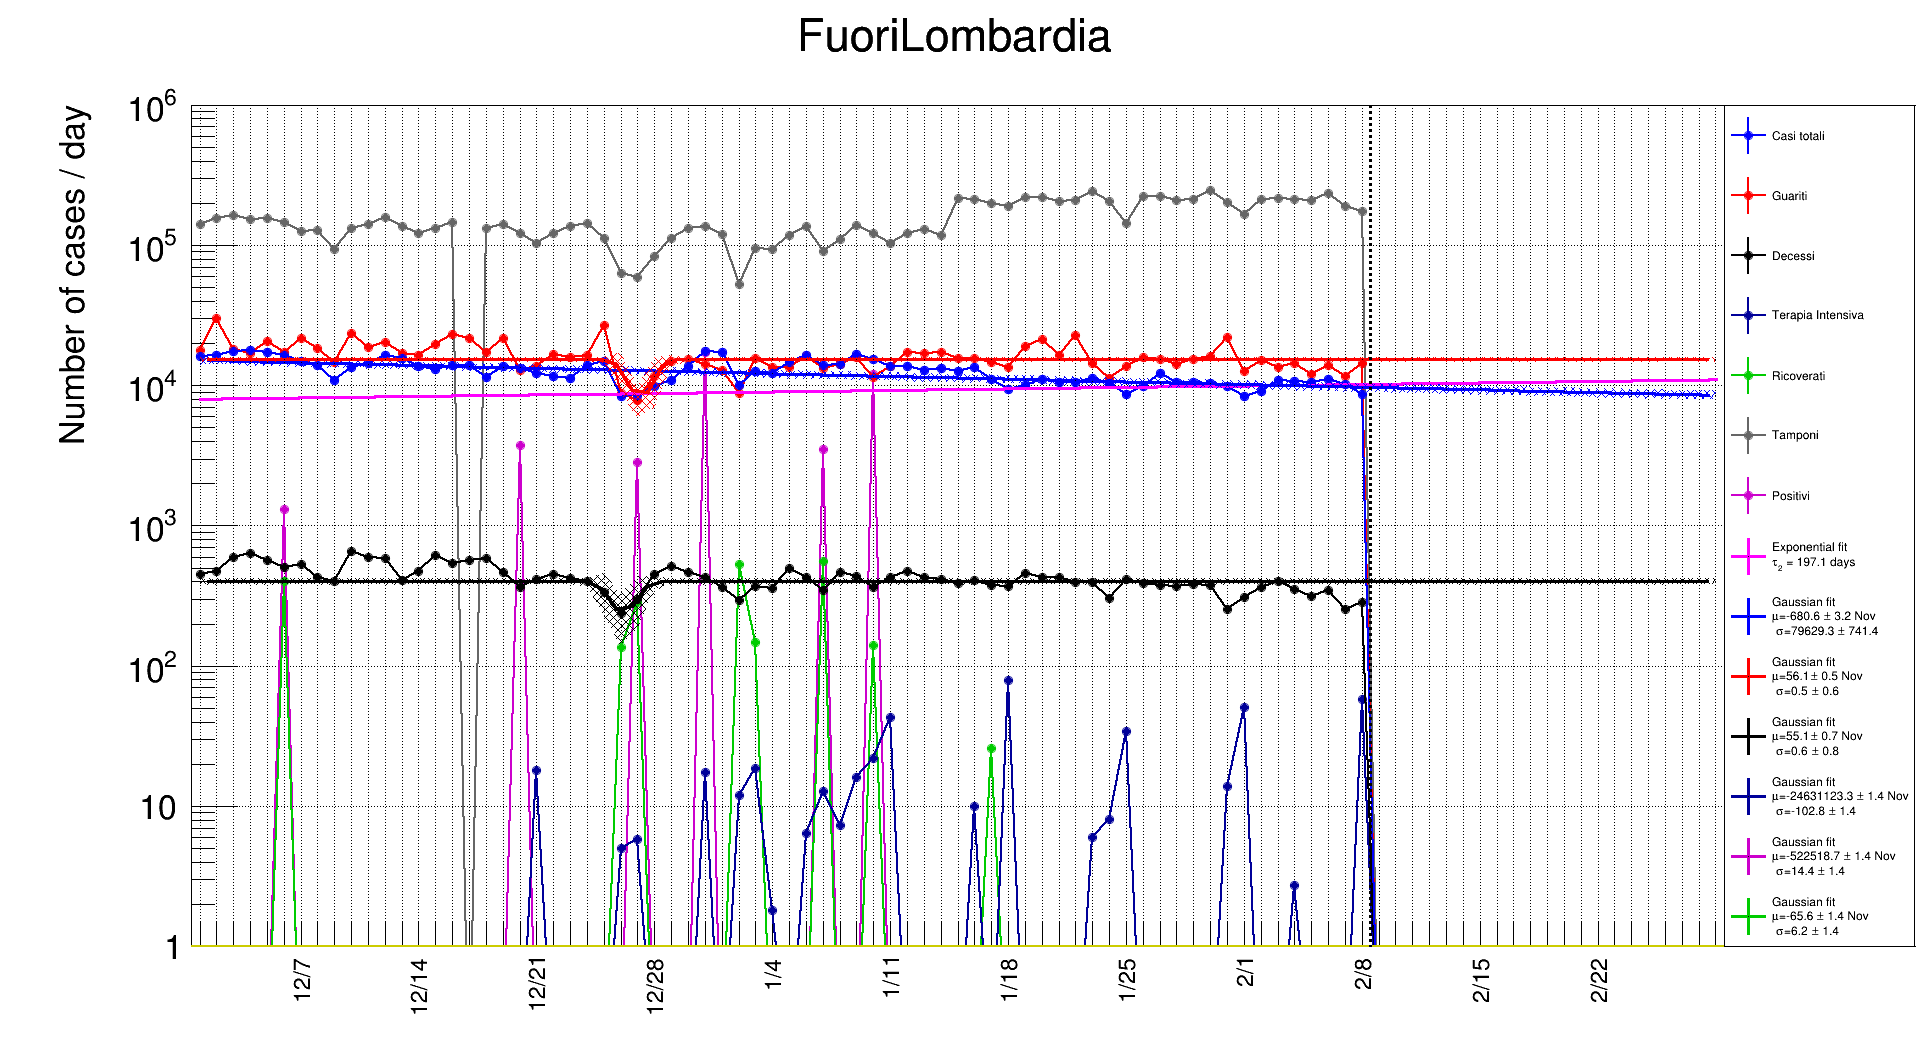 FuoriLombardia
Number of cases / day
10^6
10^5
10^4
10^3
10^2
10
1
12/7
12/14
12/21
12/28
1/4
1/11
1/18
1/25
2/1
2/8
2/15
2/22
Casi totali
Guariti
Decessi
Terapia Intensiva
Ricoverati
Tamponi
Positivi
Exponential fit
τ_2 = 197.1 days
Gaussian fit
μ=-680.6 ± 3.2 Nov
σ=79629.3 ± 741.4
Gaussian fit
μ=56.1 ± 0.5 Nov
σ=0.5 ± 0.6
Gaussian fit
μ=55.1 ± 0.7 Nov
σ=0.6 ± 0.8
Gaussian fit
μ=-24631123.3 ± 1.4 Nov
σ=-102.8 ± 1.4
Gaussian fit
μ=-522518.7 ± 1.4 Nov
σ=14.4 ± 1.4
Gaussian fit
μ=-65.6 ± 1.4 Nov
σ=6.2 ± 1.4